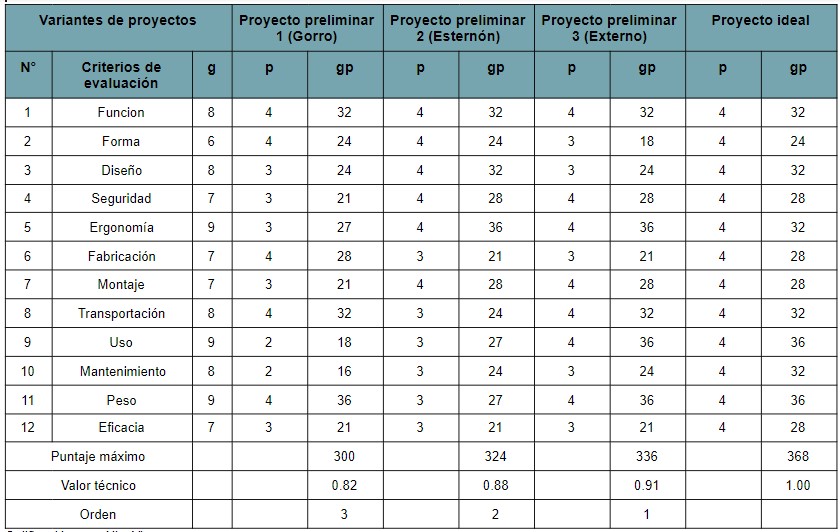 Variantes de proyectos | Proyecto preliminar 1 (Gorro) | Proyecto preliminar 2 (Esternón) | Proyecto preliminar 3 (Externo) | Proyecto ideal
N° | Criterios de evaluación | g | p | gp | p | gp | p | gp | p | gp
1 | Funcion | 8 | 4 | 32 | 4 | 32 | 4 | 32 | 4 | 32
2 | Forma | 6 | 4 | 24 | 4 | 24 | 3 | 18 | 4 | 24
3 | Diseño | 8 | 3 | 24 | 4 | 32 | 3 | 24 | 4 | 32
4 | Seguridad | 7 | 3 | 21 | 4 | 28 | 4 | 28 | 4 | 28
5 | Ergonomía | 9 | 3 | 27 | 4 | 36 | 4 | 36 | 4 | 32
6 | Fabricación | 7 | 4 | 28 | 3 | 21 | 3 | 21 | 4 | 28
7 | Montaje | 7 | 3 | 21 | 4 | 28 | 4 | 28 | 4 | 28
8 | Transportación | 8 | 4 | 32 | 3 | 24 | 4 | 32 | 4 | 32
9 | Uso | 9 | 2 | 18 | 3 | 27 | 4 | 36 | 4 | 36
10 | Mantenimiento | 8 | 2 | 16 | 3 | 24 | 3 | 24 | 4 | 32
11 | Peso | 9 | 4 | 36 | 3 | 27 | 4 | 36 | 4 | 36
12 | Eficacia | 7 | 3 | 21 | 3 | 21 | 3 | 21 | 4 | 28
Puntaje máximo | 300 | 324 | 336 | 368
Valor técnico | 0.82 | 0.88 | 0.91 | 1.00
Orden | 3 | 2 | 1